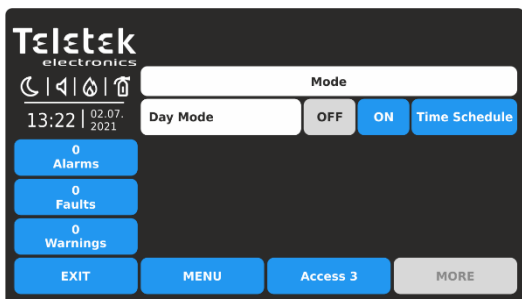 Tεlεtεk
electronics
Mode
13:22 02.07.
2021
Day Mode OFF ON Time Schedule
0
Alarms
0
Faults
0
Warnings
EXIT MENU Access 3 MORE